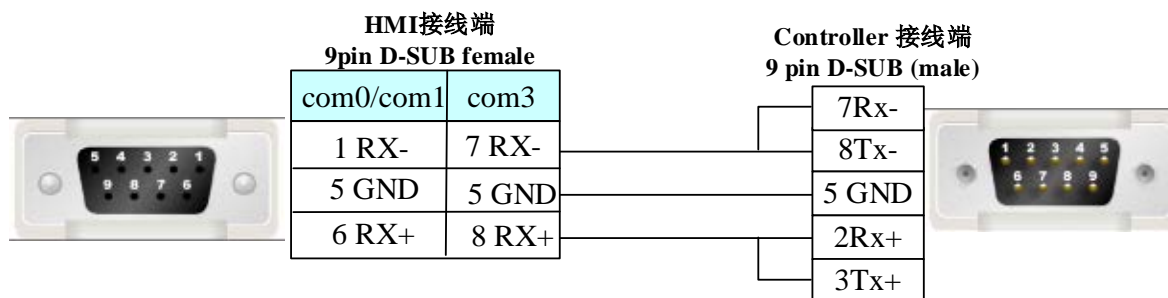 HMI接线端
9pin D-SUB female
com0/com1 com3
1 RX- 7 RX-
5 GND 5 GND
6 RX+ 8 RX+
Controller 接线端
9 pin D-SUB (male)
7Rx-
8Tx-
5 GND
2Rx+
3Tx+
5 4 3 2 1
9 8 7 6
1 2 3 4 5
6 7 8 9